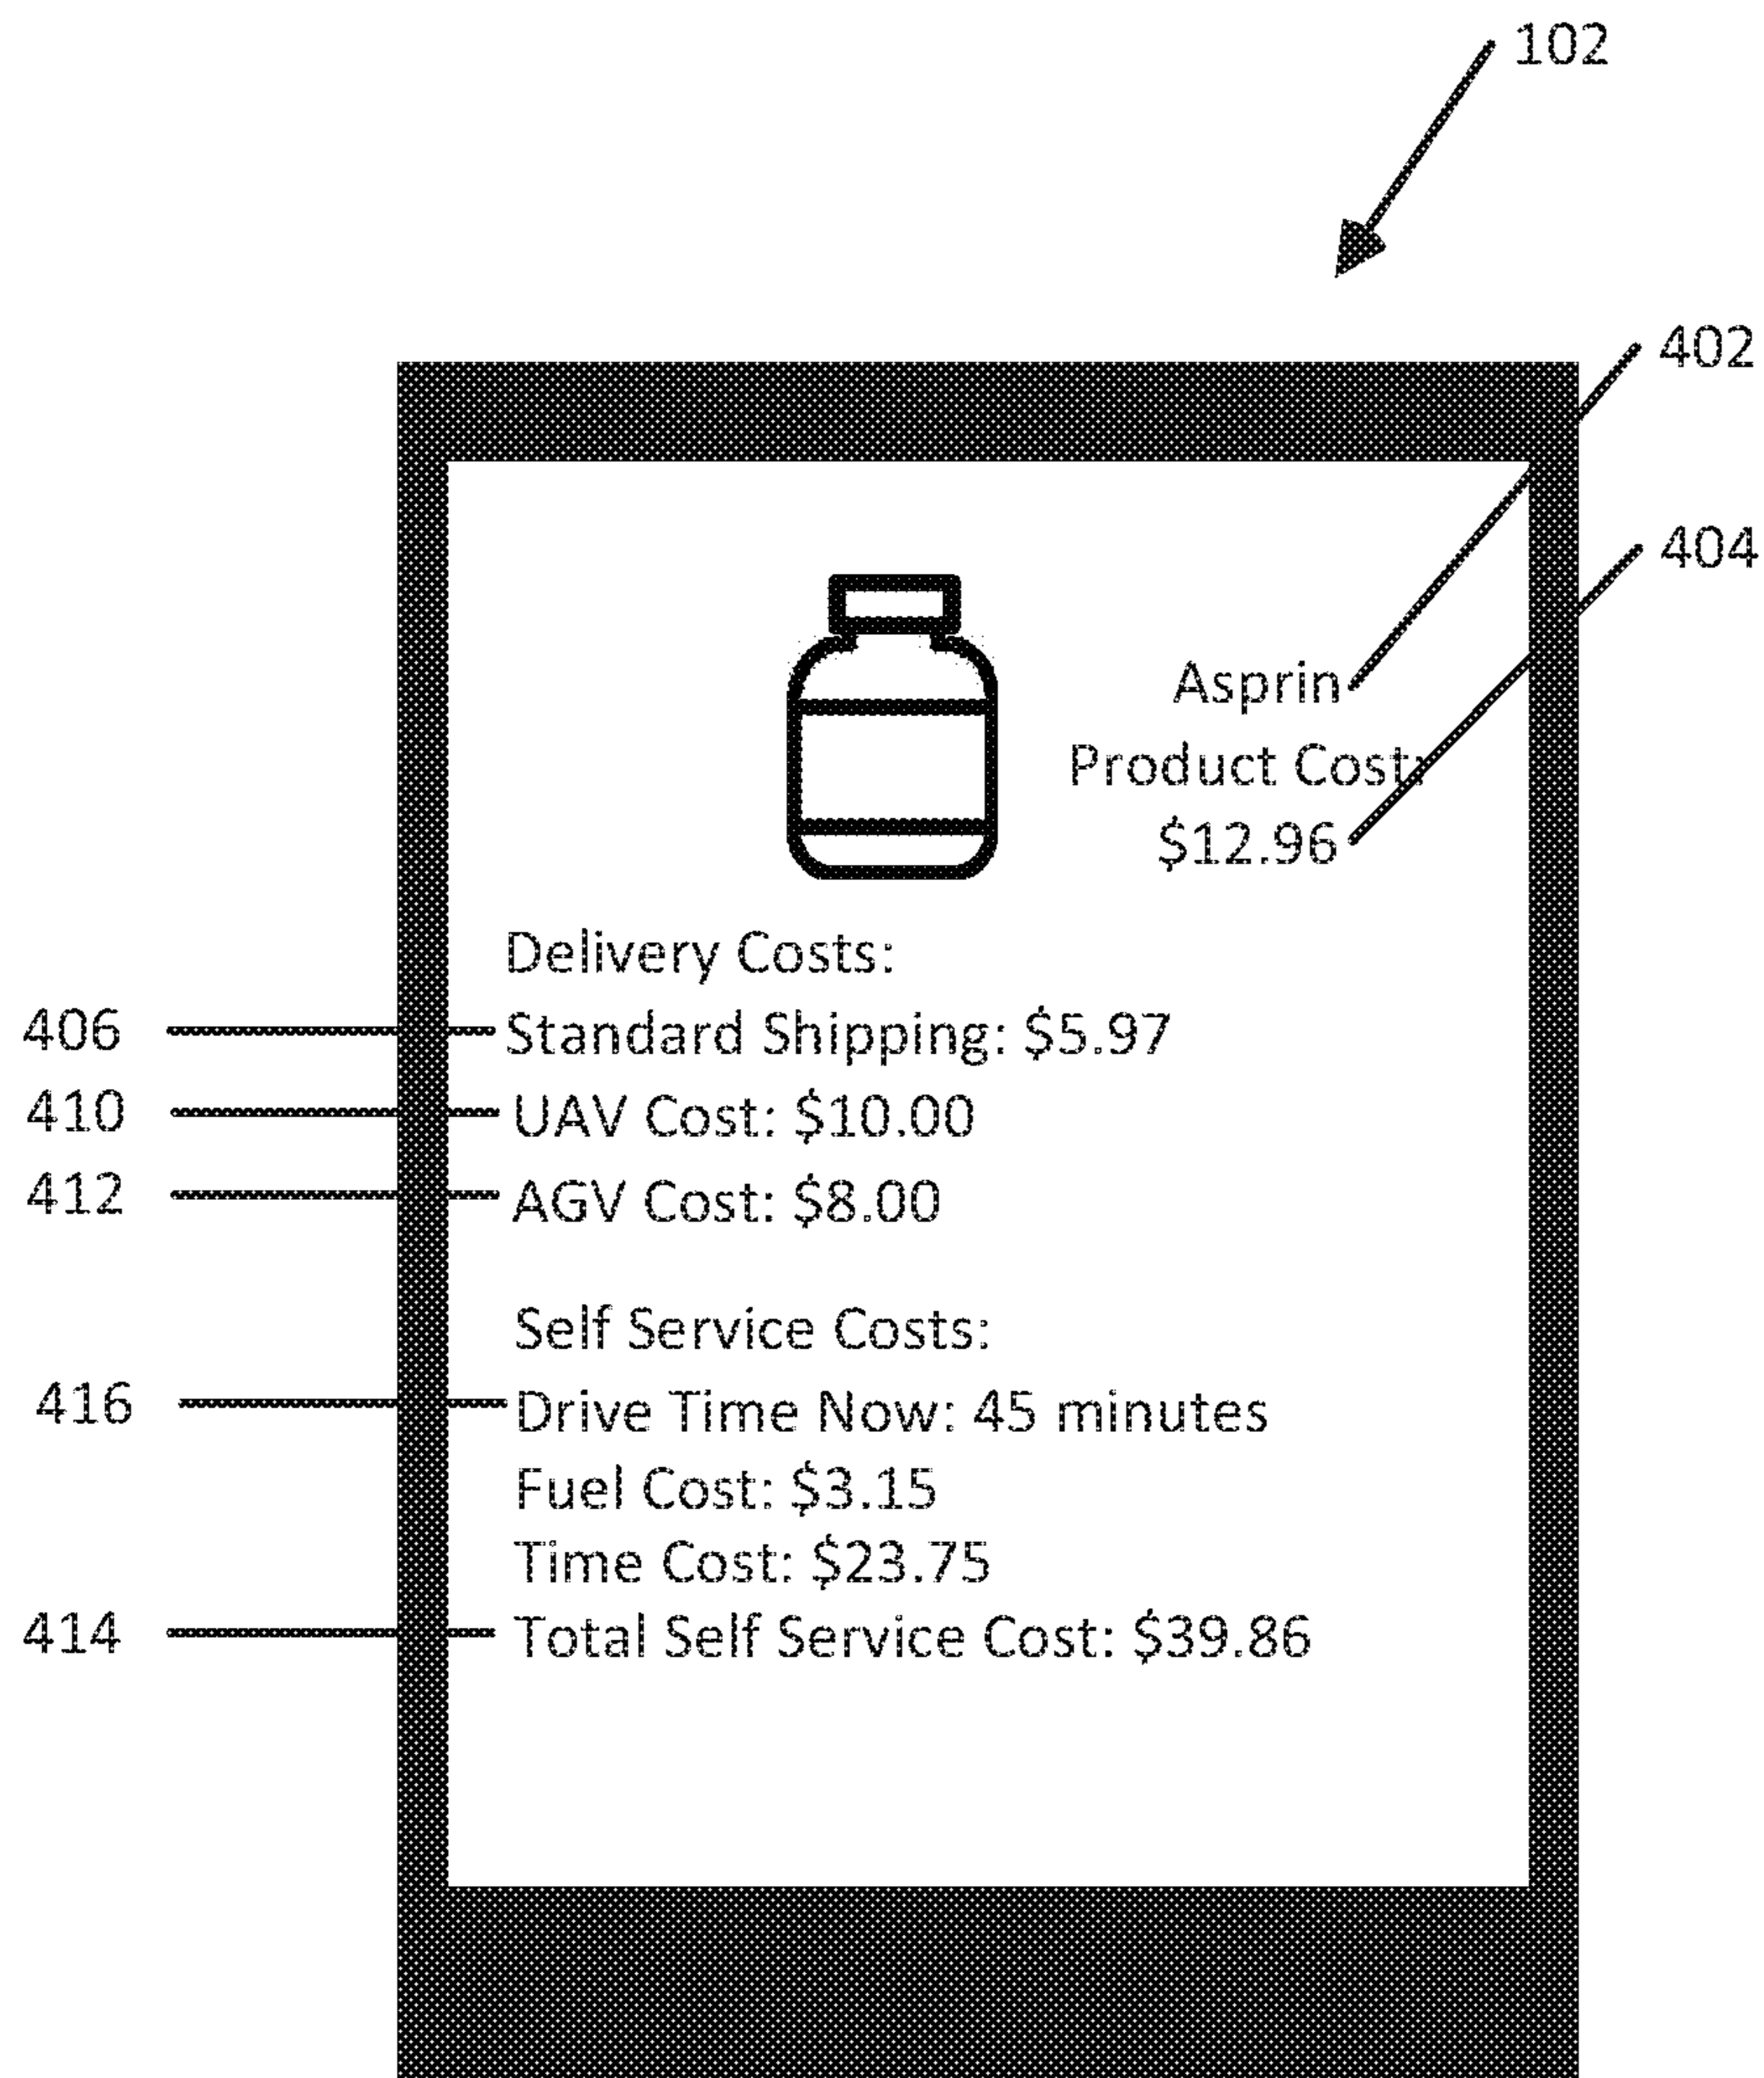 102
402
404
Asprin
Product Cost:
$12.96
Delivery Costs:
406 Standard Shipping: $5.97
410 UAV Cost: $10.00
412 AGV Cost: $8.00
Self Service Costs:
416 Drive Time Now: 45 minutes
Fuel Cost: $3.15
Time Cost: $23.75
414 Total Self Service Cost: $39.86